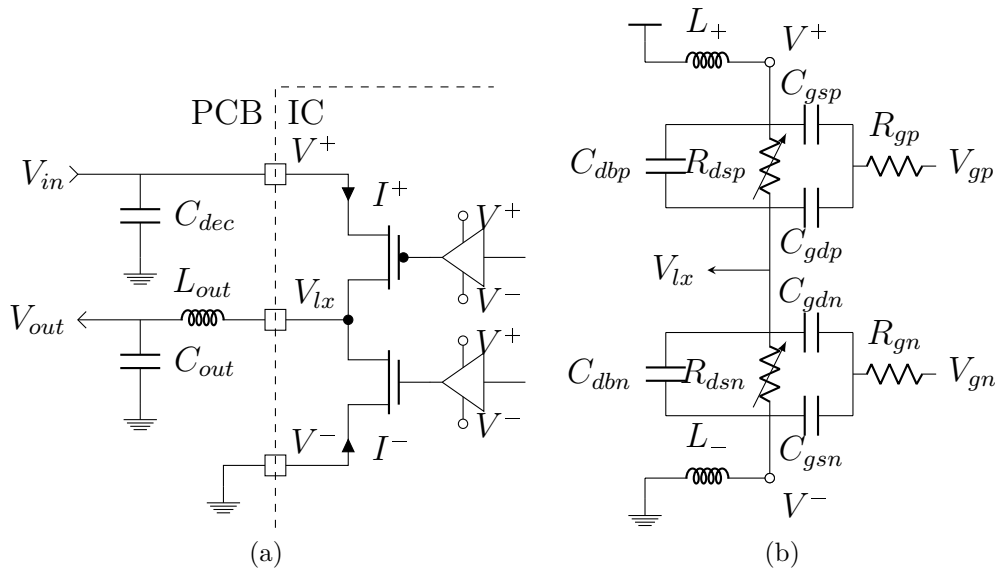 PCB IC
V_{in}
V^+
I^+
C_{dec}
V^+
V^-
L_{out}
V_{lx}
V_{out}
C_{out}
V^+
V^-
V^-
I^-
(a)
L_+
V^+
C_{gsp}
R_{gp}
C_{dbp}
R_{dsp}
V_{gp}
C_{gdp}
V_{lx}
C_{gdn}
R_{gn}
C_{dbn}
R_{dsn}
V_{gn}
L_-
C_{gsn}
V^-
(b)